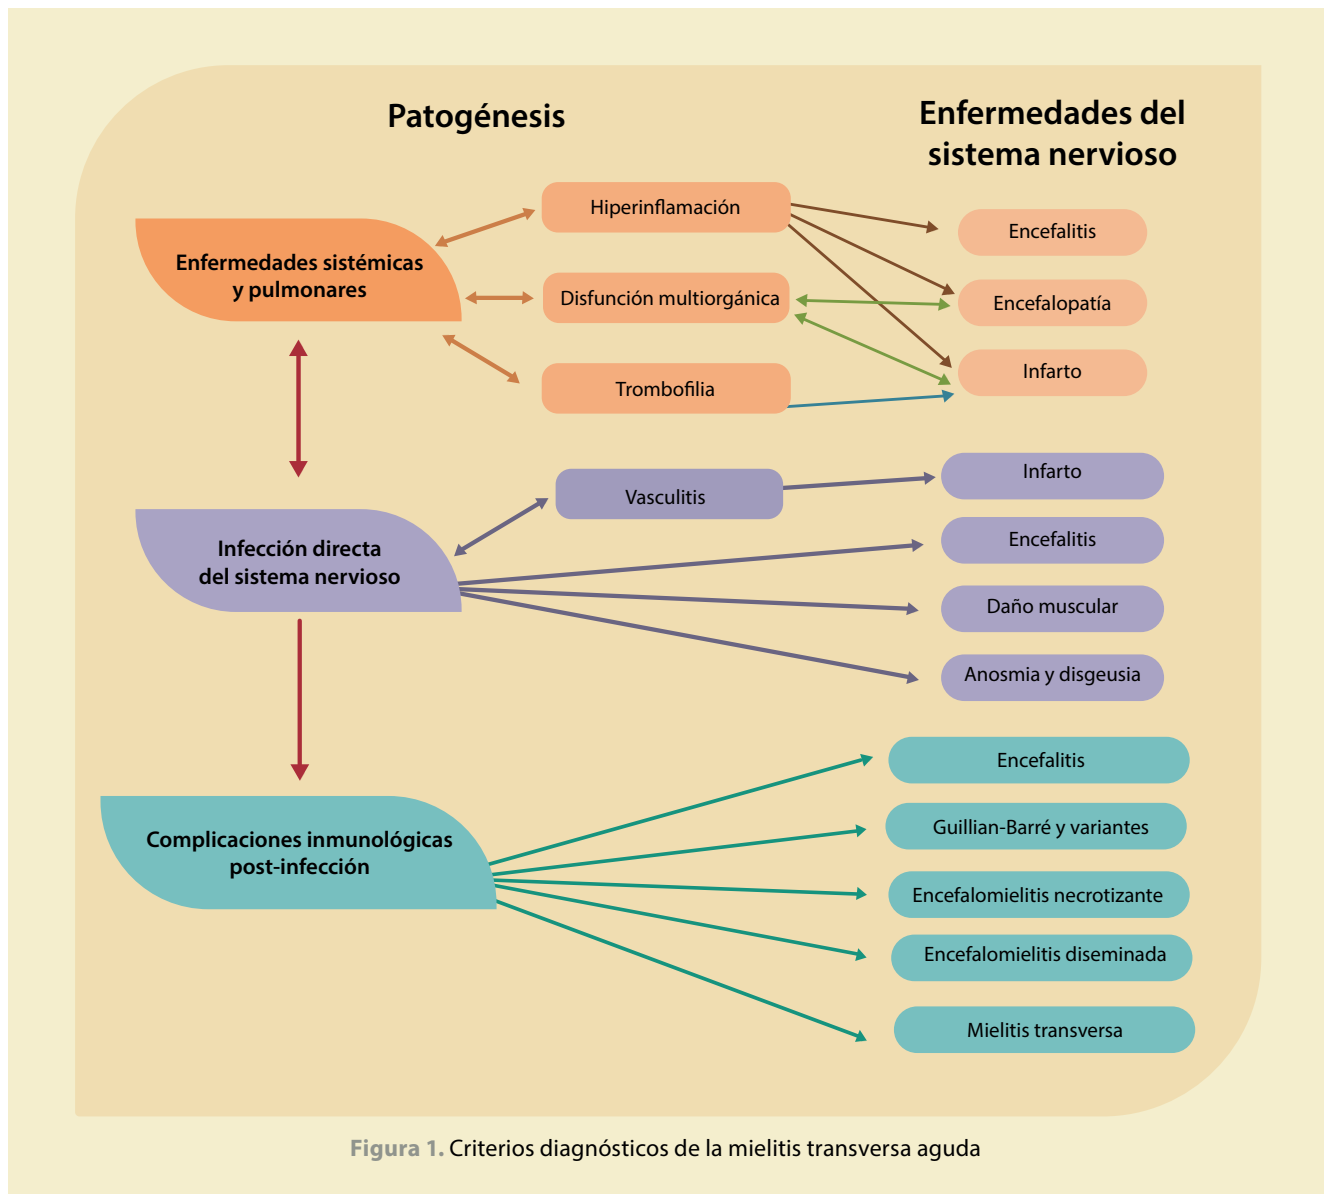 Patogénesis
Enfermedades del
sistema nervioso
Enfermedades sistémicas
y pulmonares
Hiperinflamación
Disfunción multiorgánica
Trombofilia
Encefalitis
Encefalopatía
Infarto
Infección directa
del sistema nervioso
Vasculitis
Infarto
Encefalitis
Daño muscular
Anosmia y disgeusia
Complicaciones inmunológicas
post-infección
Encefalitis
Guillian-Barré y variantes
Encefalomielitis necrotizante
Encefalomielitis diseminada
Mielitis transversa
Figura 1. Criterios diagnósticos de la mielitis transversa aguda